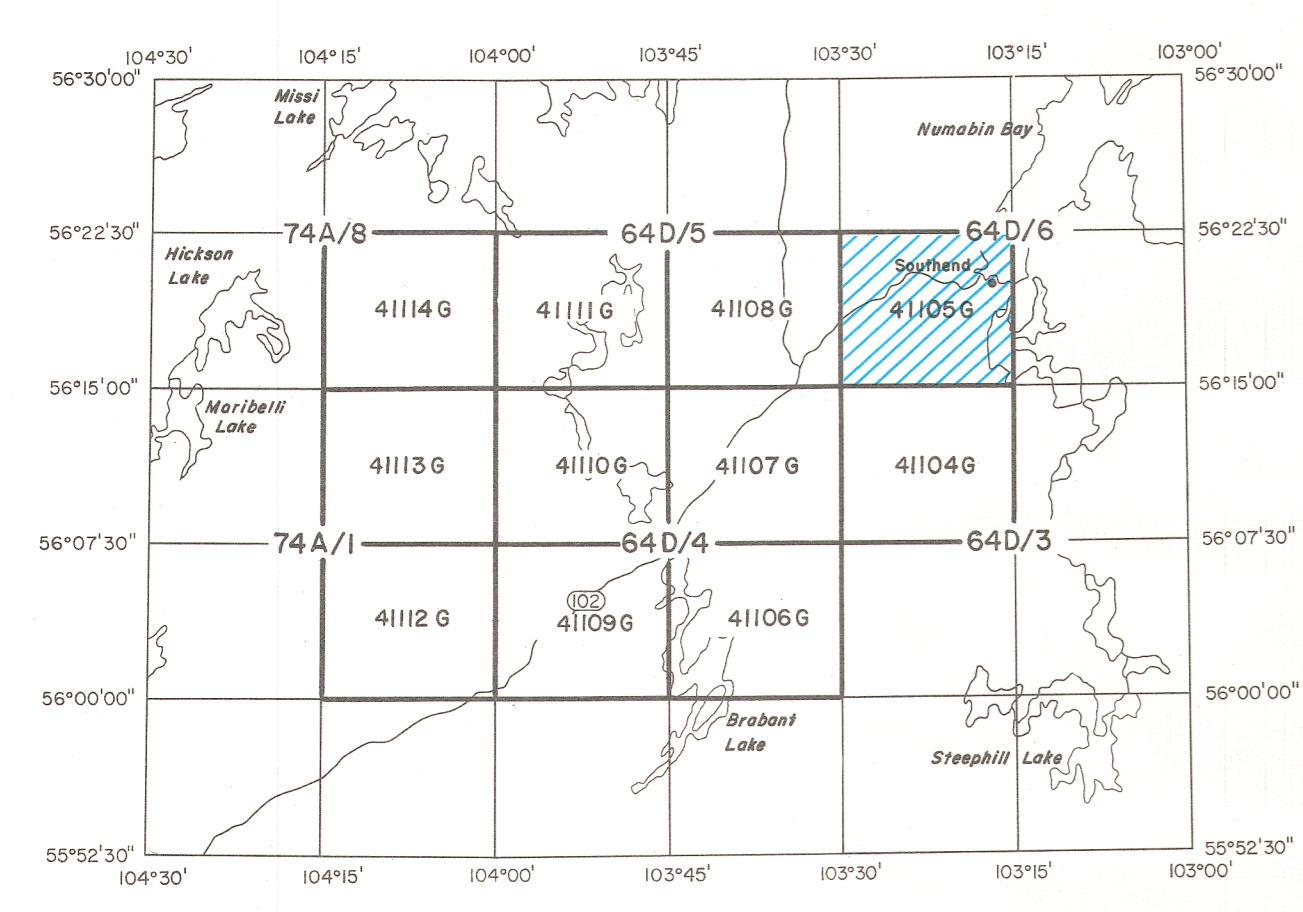 104°30' 104°15' 104°00' 103°45' 103°30' 103°15' 103°00'
56°30'00" 56°30'00"
Missi
Lake
Numabin Bay
56°22'30" 74A/8 64D/5 64D/6 56°22'30"
Hickson
Lake
Southend
41114G 41111G 41108G 41105G
56°15'00" 56°15'00"
Maribelli
Lake
41113G 41110G 41107G 41104G
56°07'30" 74A/1 64D/4 64D/3 56°07'30"
102
41112G 41109G 41106G
56°00'00" 56°00'00"
Brabant
Lake
Steephill Lake
55°52'30" 55°52'30"
104°30' 104°15' 104°00' 103°45' 103°30' 103°15' 103°00'